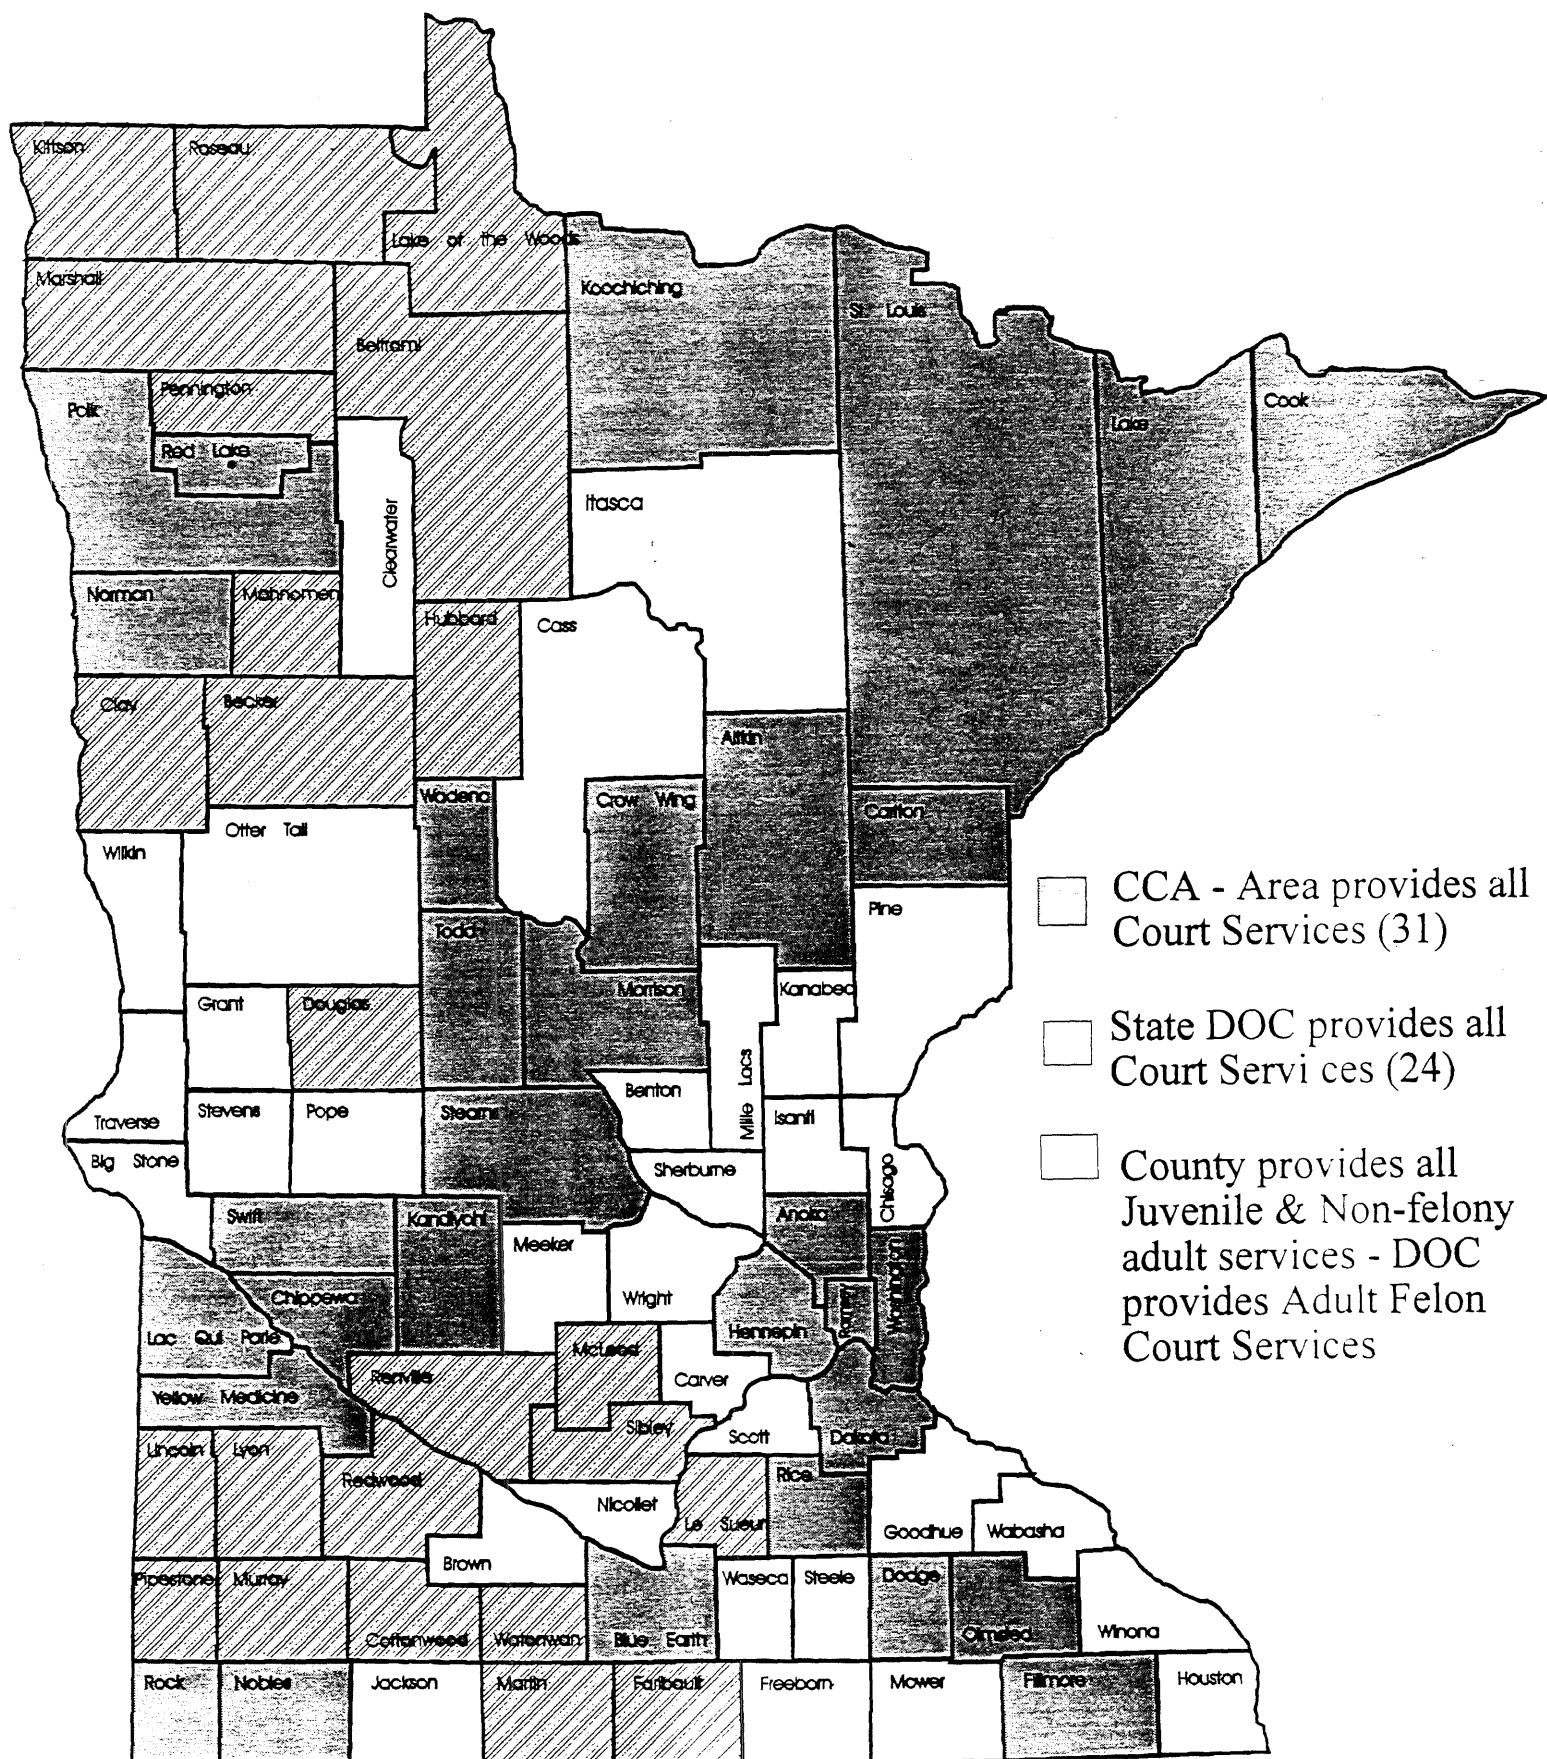 Kittson
Roseau
Lake of the Woods
Marshall
Koochiching
St. Louis
Beltrami
Pennington
Polk
Red Lake
Cook
Lake
Itasca
Clearwater
Norman
Mahnomen
Hubbard
Cass
Clay
Becker
Aitkin
Wadena
Crow Wing
Carlton
Otter Tail
Wilkin
Pine
Todd
Morrison
Kanabec
Grant
Douglas
Benton
Mille Lacs
Traverse
Stevens
Pope
Stearns
Isanti
Big Stone
Sherburne
Chisago
Swift
Kandiyohi
Anoka
Meeker
Washington
Chippewa
Wright
Ramsey
Lac Qui Parle
Hennepin
McLeod
Renville
Carver
Yellow Medicine
Sibley
Scott
Dakota
Lincoln
Lyon
Redwood
Rice
Nicollet
Le Sueur
Goodhue
Wabasha
Brown
Pipestone
Murray
Waseca
Steele
Dodge
Cottonwood
Watonwan
Blue Earth
Olmsted
Winona
Rock
Nobles
Jackson
Martin
Faribault
Freeborn
Mower
Fillmore
Houston
CCA - Area provides all
Court Services (31)
State DOC provides all
Court Servi ces (24)
County provides all
Juvenile & Non-felony
adult services - DOC
provides Adult Felon
Court Services